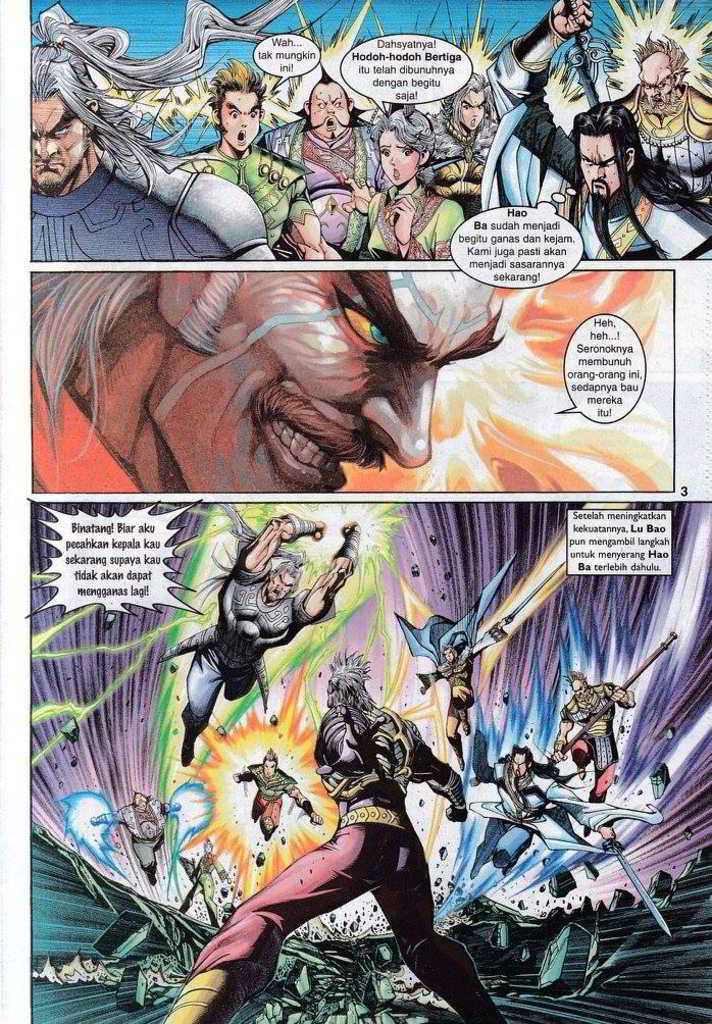 Wah...
tak mungkin
ini!
Dahsyatnya!
Hodoh-hodoh Bertiga
itu telah dibunuhnya
dengan begitu
saja!
Hao
Ba sudah menjadi
begitu ganas dan kejam.
Kami juga pasti akan
menjadi sasarannya
sekarang!
Heh,
heh...!
Seronoknya
membunuh
orang-orang ini,
sedapnya bau
mereka
itu!
3
Binatang! Biar aku
pecahkan kepala kau
sekarang supaya kau
tidak akan dapat
mengganas lagi!
Setelah meningkatkan
kekuatannya, Lu Bao
pun mengambil langkah
untuk menyerang Hao
Ba terlebih dahulu.